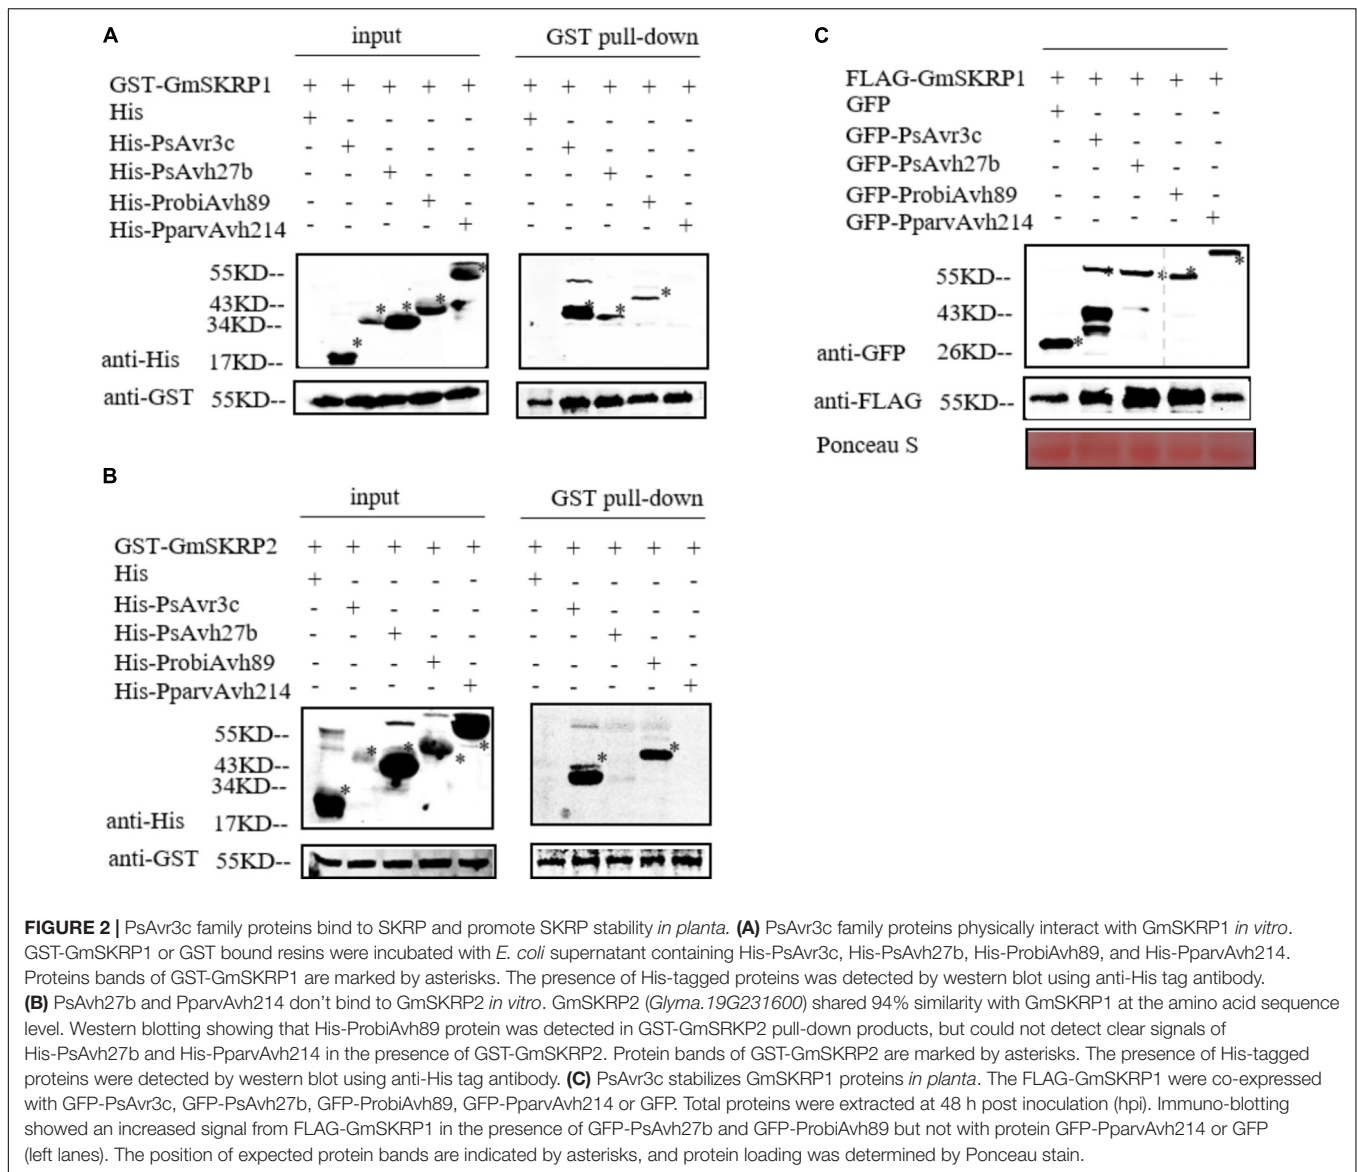 A
input
GST pull-down
GST-GmSKRP1 + + + + + + + + + +
His + - - - - + - - - -
His-PsAvr3c - + - - - - + - - -
His-PsAvh27b - - + - - - - + - -
His-ProbiAvh89 - - - + - - - - + -
His-PparvAvh214 - - - - + - - - - +
55KD--
43KD--
34KD--
anti-His 17KD--
* * * * *
* * *
anti-GST 55KD--
B
input
GST pull-down
GST-GmSKRP2 + + + + + + + + + +
His + - - - - + - - - -
His-PsAvr3c - + - - - - + - - -
His-PsAvh27b - - + - - - - + - -
His-ProbiAvh89 - - - + - - - - + -
His-PparvAvh214 - - - - + - - - - +
55KD--
43KD--
34KD--
anti-His 17KD--
* * * * *
* *
anti-GST 55KD--
C
FLAG-GmSKRP1 + + + + +
GFP + - - - -
GFP-PsAvr3c - + - - -
GFP-PsAvh27b - - + - -
GFP-ProbiAvh89 - - - + -
GFP-PparvAvh214 - - - - +
55KD--
43KD--
anti-GFP 26KD--
* * * * *
anti-FLAG 55KD--
Ponceau S
FIGURE 2 | PsAvr3c family proteins bind to SKRP and promote SKRP stability in planta. (A) PsAvr3c family proteins physically interact with GmSKRP1 in vitro.
GST-GmSKRP1 or GST bound resins were incubated with E. coli supernatant containing His-PsAvr3c, His-PsAvh27b, His-ProbiAvh89, and His-PparvAvh214.
Proteins bands of GST-GmSKRP1 are marked by asterisks. The presence of His-tagged proteins was detected by western blot using anti-His tag antibody.
(B) PsAvh27b and PparvAvh214 don't bind to GmSKRP2 in vitro. GmSKRP2 (Glyma.19G231600) shared 94% similarity with GmSKRP1 at the amino acid sequence
level. Western blotting showing that His-ProbiAvh89 protein was detected in GST-GmSRKP2 pull-down products, but could not detect clear signals of
His-PsAvh27b and His-PparvAvh214 in the presence of GST-GmSKRP2. Protein bands of GST-GmSKRP2 are marked by asterisks. The presence of His-tagged
proteins were detected by western blot using anti-His tag antibody. (C) PsAvr3c stabilizes GmSKRP1 proteins in planta. The FLAG-GmSKRP1 were co-expressed
with GFP-PsAvr3c, GFP-PsAvh27b, GFP-ProbiAvh89, GFP-PparvAvh214 or GFP. Total proteins were extracted at 48 h post inoculation (hpi). Immuno-blotting
showed an increased signal from FLAG-GmSKRP1 in the presence of GFP-PsAvh27b and GFP-ProbiAvh89 but not with protein GFP-PparvAvh214 or GFP
(left lanes). The position of expected protein bands are indicated by asterisks, and protein loading was determined by Ponceau stain.